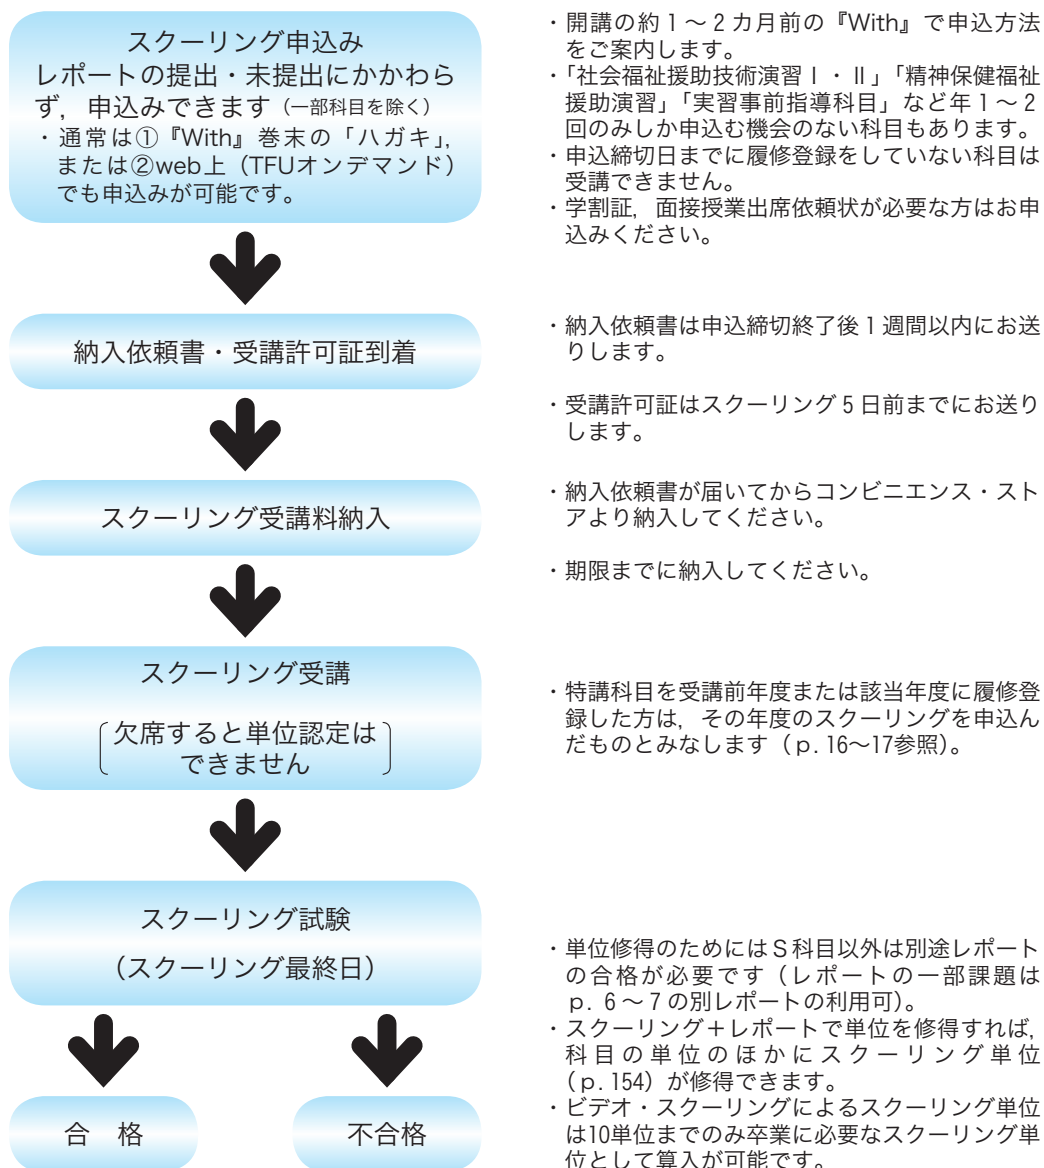 スクーリング申込み
レポートの提出・未提出にかかわら
ず，申込みできます（一部科目を除く）
・通常は①『With』巻末の「ハガキ」，
または②web上（TFUオンデマンド）
でも申込みが可能です。
・開講の約１～２カ月前の『With』で申込方法
をご案内します。
・「社会福祉援助技術演習Ⅰ・Ⅱ」「精神保健福祉
援助演習」「実習事前指導科目」など年１～２
回のみしか申込む機会のない科目もあります。
・申込締切日までに履修登録をしていない科目は
受講できません。
・学割証，面接授業出席依頼状が必要な方はお申
込みください。
納入依頼書・受講許可証到着
・納入依頼書は申込締切終了後１週間以内にお送
りします。
・受講許可証はスクーリング５日前までにお送り
します。
スクーリング受講料納入
・納入依頼書が届いてからコンビニエンス・スト
アより納入してください。
・期限までに納入してください。
スクーリング受講
〔欠席すると単位認定は
できません〕
・特講科目を受講前年度または該当年度に履修登
録した方は，その年度のスクーリングを申込ん
だものとみなします（ｐ.16～17参照）。
スクーリング試験
（スクーリング最終日）
・単位修得のためにはＳ科目以外は別途レポート
の合格が必要です（レポートの一部課題は
ｐ.６～７の別レポートの利用可）。
・スクーリング＋レポートで単位を修得すれば，
科目の単位のほかにスクーリング単位
（ｐ.154）が修得できます。
・ビデオ・スクーリングによるスクーリング単位
は10単位までのみ卒業に必要なスクーリング単
位として算入が可能です。
合　格
不合格